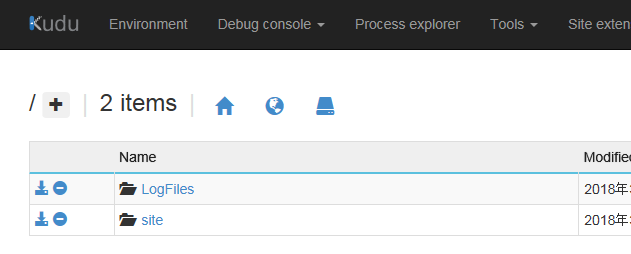 Kudu Environment Debug console Process explorer Tools Site exten
/ + | 2 items |
Name Modified
LogFiles 2018年
site 2018年